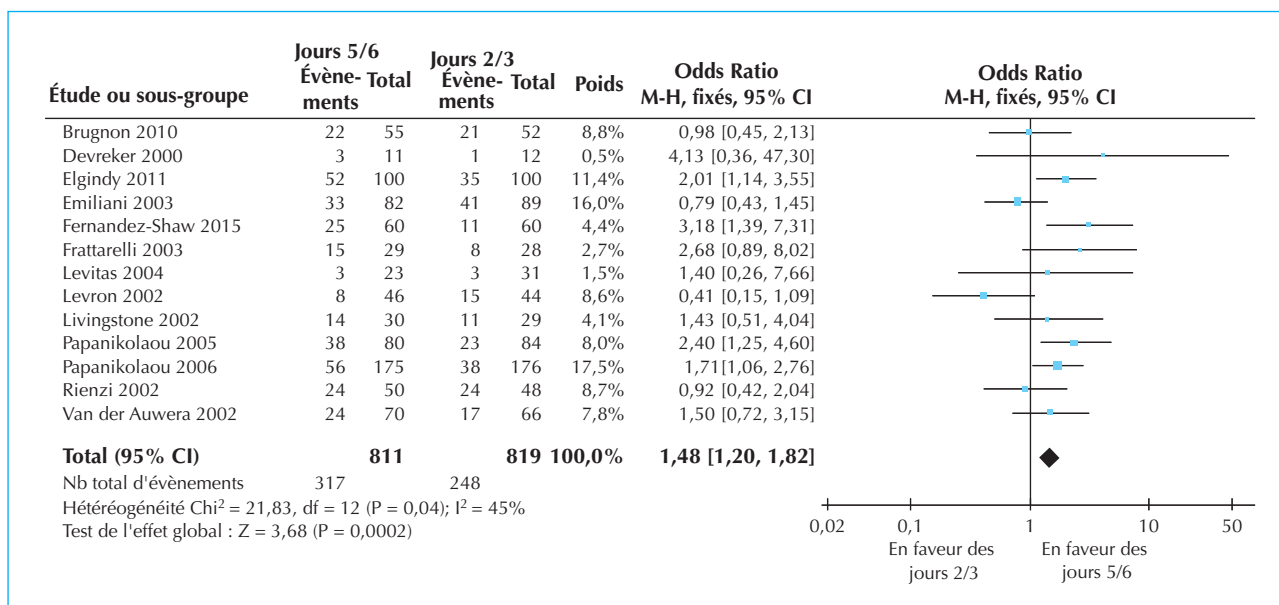 Jours 5/6 Jours 2/3
Étude ou sous-groupe Évène-ments Total Évène-ments Total Poids Odds Ratio M-H, fixés, 95% CI Odds Ratio M-H, fixés, 95% CI
Brugnon 2010 22 55 21 52 8,8% 0,98 [0,45, 2,13]
Devreker 2000 3 11 1 12 0,5% 4,13 [0,36, 47,30]
Elgindy 2011 52 100 35 100 11,4% 2,01 [1,14, 3,55]
Emiliani 2003 33 82 41 89 16,0% 0,79 [0,43, 1,45]
Fernandez-Shaw 2015 25 60 11 60 4,4% 3,18 [1,39, 7,31]
Frattarelli 2003 15 29 8 28 2,7% 2,68 [0,89, 8,02]
Levitas 2004 3 23 3 31 1,5% 1,40 [0,26, 7,66]
Levron 2002 8 46 15 44 8,6% 0,41 [0,15, 1,09]
Livingstone 2002 14 30 11 29 4,1% 1,43 [0,51, 4,04]
Papanikolaou 2005 38 80 23 84 8,0% 2,40 [1,25, 4,60]
Papanikolaou 2006 56 175 38 176 17,5% 1,71[1,06, 2,76]
Rienzi 2002 24 50 24 48 8,7% 0,92 [0,42, 2,04]
Van der Auwera 2002 24 70 17 66 7,8% 1,50 [0,72, 3,15]
Total (95% CI) 811 819 100,0% 1,48 [1,20, 1,82]
Nb total d'évènements 317 248
Hétéréogénéité Chi² = 21,83, df = 12 (P = 0,04); I² = 45%
Test de l'effet global : Z = 3,68 (P = 0,0002)
0,02 0,1 1 10 50
En faveur des En faveur des
jours 2/3 jours 5/6